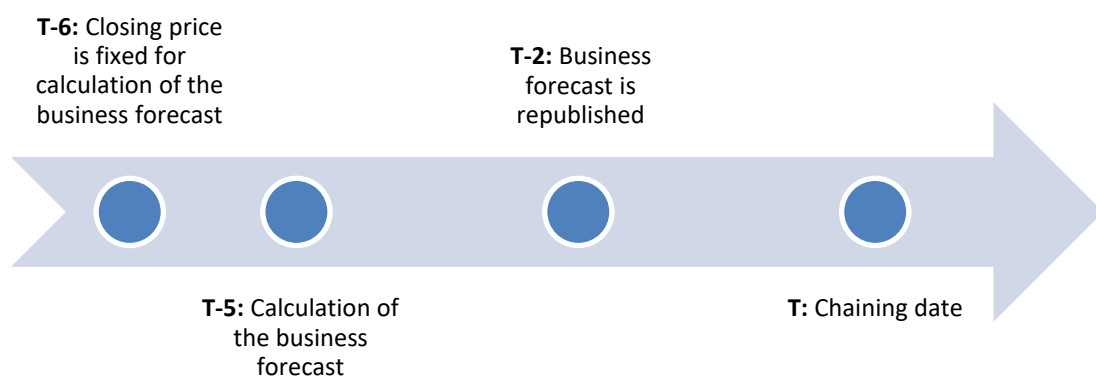 T-6: Closing price
is fixed for
calculation of the
business forecast
T-2: Business
forecast is
republished
T-5: Calculation of
the business
forecast
T: Chaining date